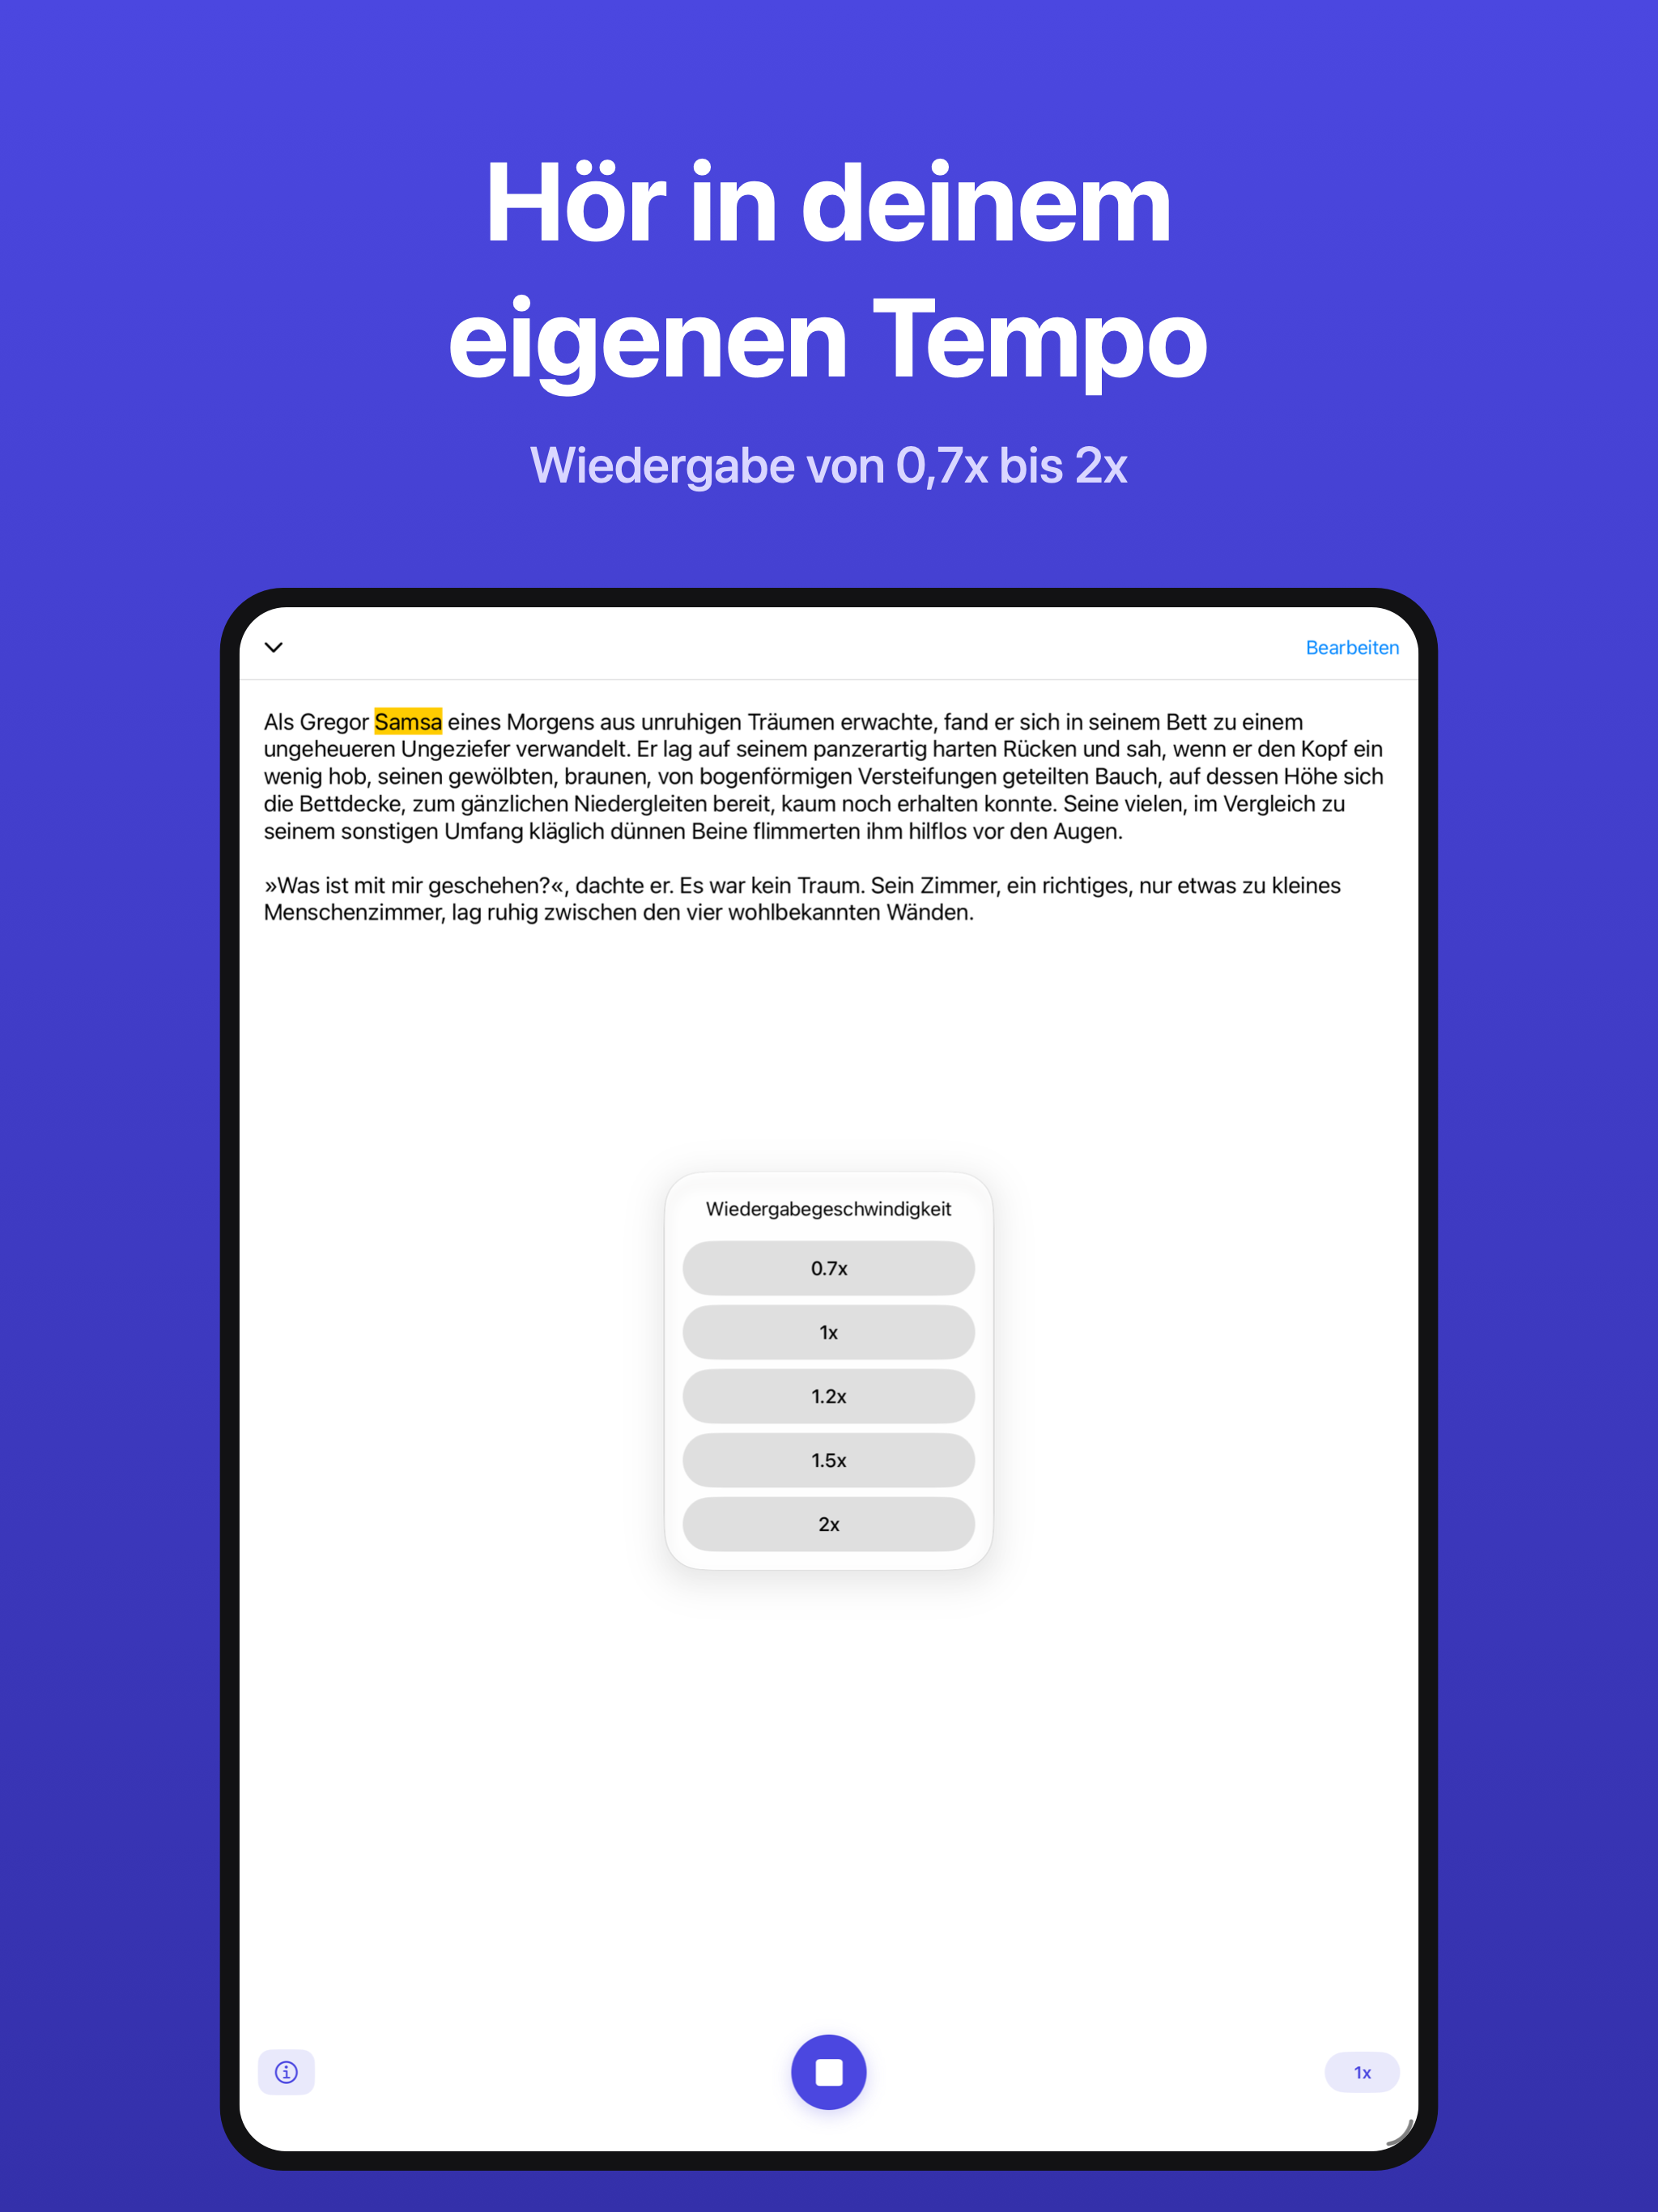 Hör in deinem
eigenen Tempo
Wiedergabe von 0,7x bis 2x
Bearbeiten
Als Gregor Samsa eines Morgens aus unruhigen Träumen erwachte, fand er sich in seinem Bett zu einem
ungeheueren Ungeziefer verwandelt. Er lag auf seinem panzerartig harten Rücken und sah, wenn er den Kopf ein
wenig hob, seinen gewölbten, braunen, von bogenförmigen Versteifungen geteilten Bauch, auf dessen Höhe sich
die Bettdecke, zum gänzlichen Niedergleiten bereit, kaum noch erhalten konnte. Seine vielen, im Vergleich zu
seinem sonstigen Umfang kläglich dünnen Beine flimmerten ihm hilflos vor den Augen.
»Was ist mit mir geschehen?«, dachte er. Es war kein Traum. Sein Zimmer, ein richtiges, nur etwas zu kleines
Menschenzimmer, lag ruhig zwischen den vier wohlbekannten Wänden.
Wiedergabegeschwindigkeit
0.7x
1x
1.2x
1.5x
2x
1x